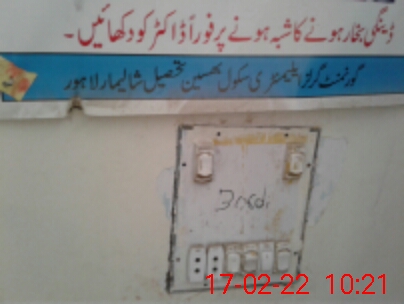 ڈینگی بخار ہونے کا شبہ ہونے پر فوراً ڈاکٹر کو دکھائیں۔
گورنمنٹ گرلز ایلیمنٹری سکول بھسین تحصیل شالیمار لاہور
17-02-22 10:21